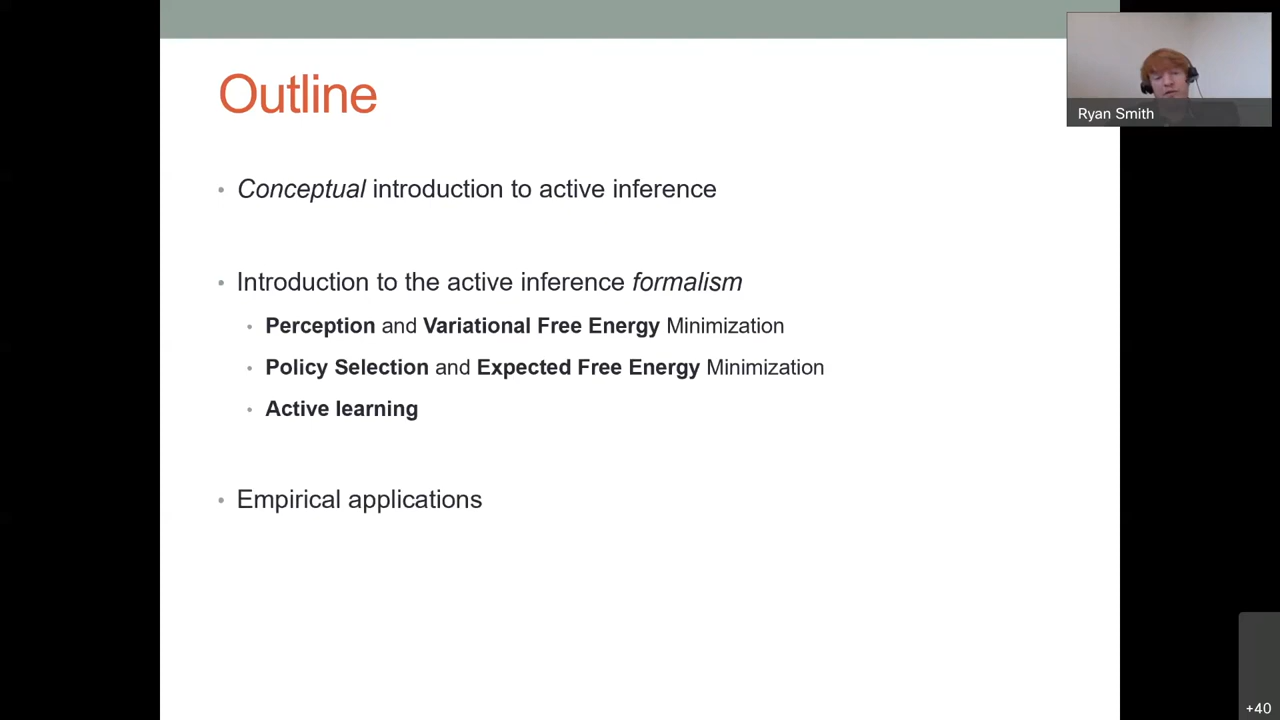 Outline
Ryan Smith
• Conceptual introduction to active inference
• Introduction to the active inference formalism
• Perception and Variational Free Energy Minimization
• Policy Selection and Expected Free Energy Minimization
• Active learning
• Empirical applications
+40